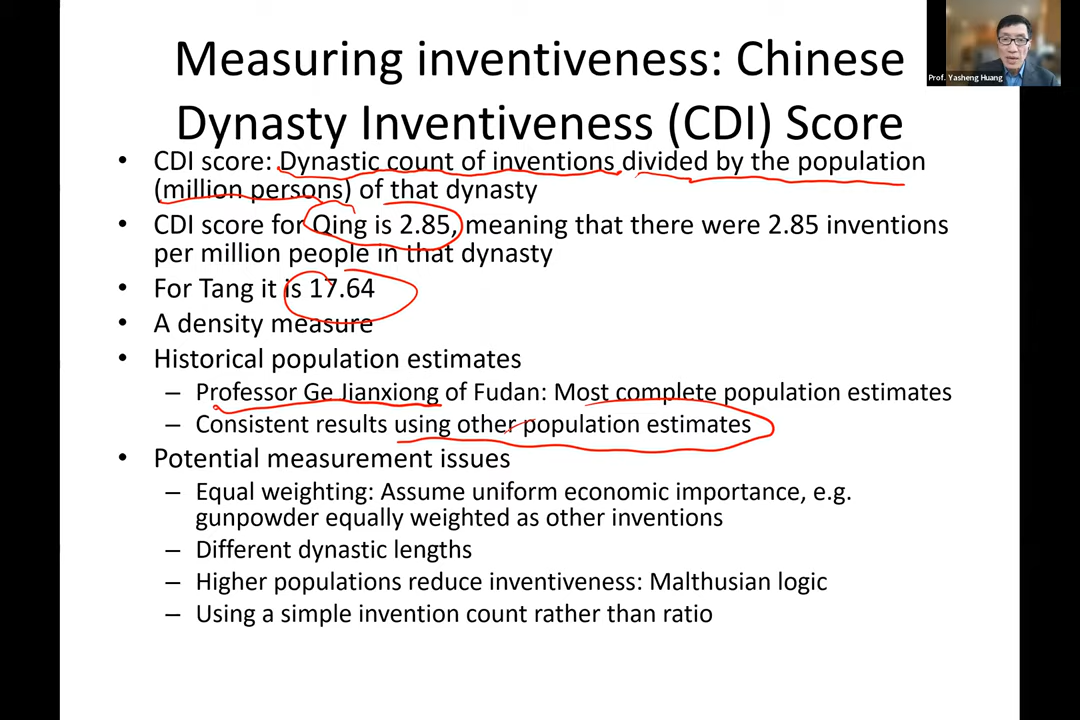 Measuring inventiveness: Chinese
Dynasty Inventiveness (CDI) Score
Prof. Yasheng Huang
• CDI score: Dynastic count of inventions divided by the population
(million persons) of that dynasty
• CDI score for Qing is 2.85, meaning that there were 2.85 inventions
per million people in that dynasty
• For Tang it is 17.64
• A density measure
• Historical population estimates
– Professor Ge Jianxiong of Fudan: Most complete population estimates
– Consistent results using other population estimates
• Potential measurement issues
– Equal weighting: Assume uniform economic importance, e.g.
gunpowder equally weighted as other inventions
– Different dynastic lengths
– Higher populations reduce inventiveness: Malthusian logic
– Using a simple invention count rather than ratio